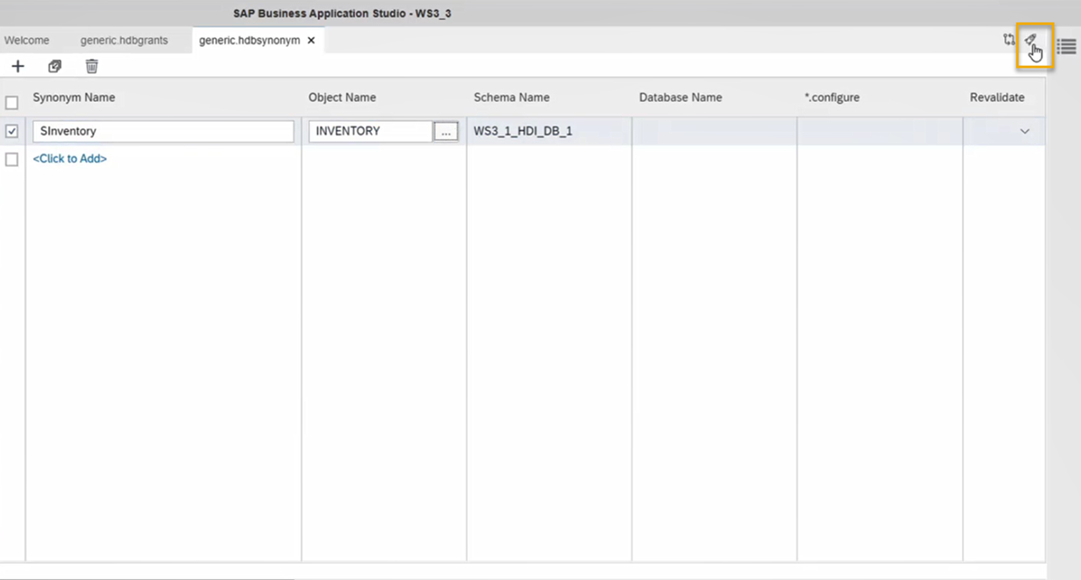 SAP Business Application Studio - WS3_3
Welcome generic.hdbgrants generic.hdbsynonym ×
Synonym Name Object Name Schema Name Database Name *.configure Revalidate
SInventory INVENTORY ... WS3_1_HDI_DB_1
<Click to Add>